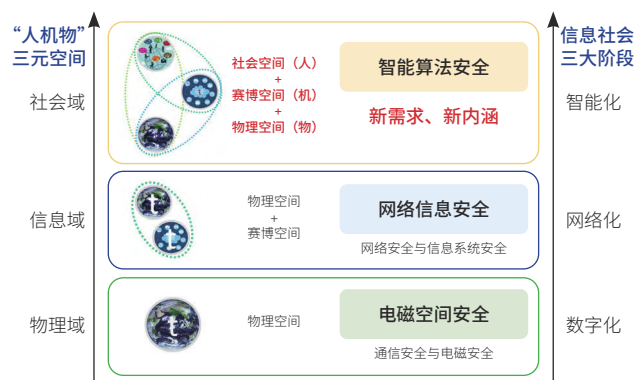 “人机物”
三元空间
信息社会
三大阶段
社会域
社会空间（人）
+
赛博空间（机）
+
物理空间（物）
智能算法安全
新需求、新内涵
智能化
信息域
t
t
物理空间
+
赛博空间
网络信息安全
网络安全与信息系统安全
网络化
物理域
t
物理空间
电磁空间安全
通信安全与电磁安全
数字化